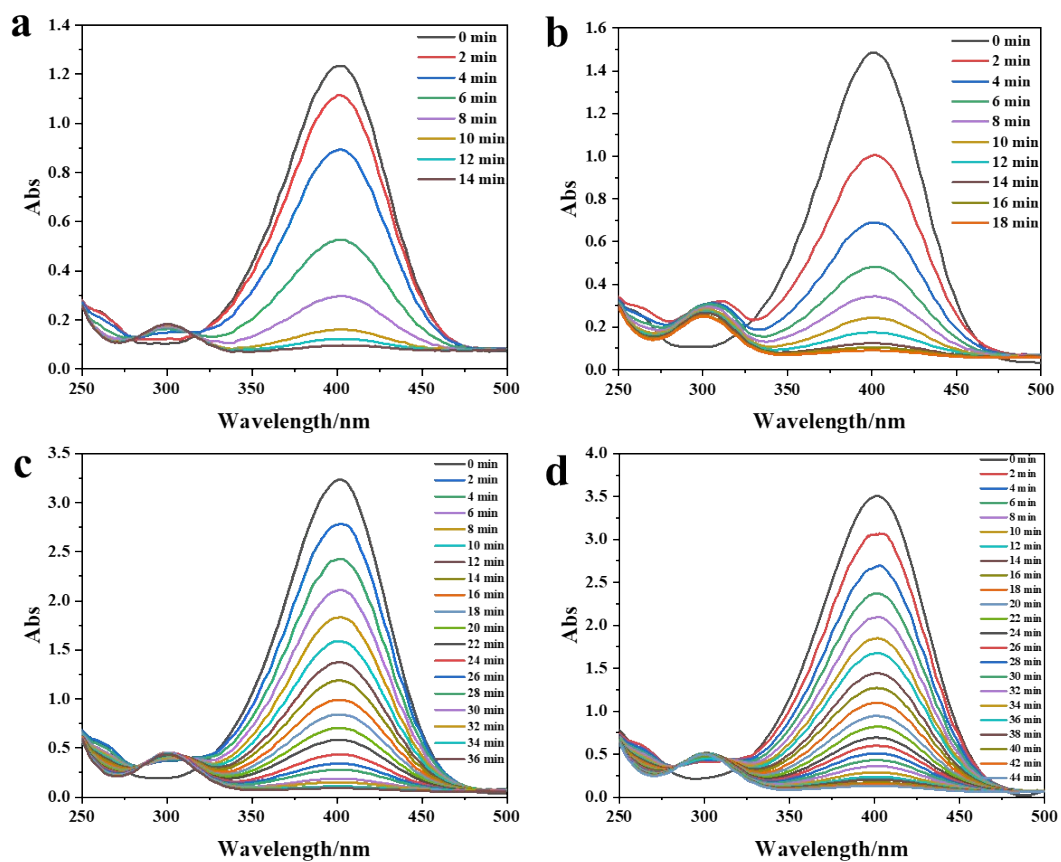 a
1.4
1.2
1.0
0.8
0.6
0.4
0.2
0.0
Abs
250 300 350 400 450 500
Wavelength/nm
0 min
2 min
4 min
6 min
8 min
10 min
12 min
14 min
b
1.6
1.4
1.2
1.0
0.8
0.6
0.4
0.2
0.0
Abs
250 300 350 400 450 500
Wavelength/nm
0 min
2 min
4 min
6 min
8 min
10 min
12 min
14 min
16 min
18 min
c
3.5
3.0
2.5
2.0
1.5
1.0
0.5
0.0
Abs
250 300 350 400 450 500
Wavelength/nm
0 min
2 min
4 min
6 min
8 min
10 min
12 min
14 min
16 min
18 min
20 min
22 min
24 min
26 min
28 min
30 min
32 min
34 min
36 min
d
4.0
3.5
3.0
2.5
2.0
1.5
1.0
0.5
0.0
Abs
250 300 350 400 450 500
Wavelength/nm
0 min
2 min
4 min
6 min
8 min
10 min
12 min
14 min
16 min
18 min
20 min
22 min
24 min
26 min
28 min
30 min
32 min
34 min
36 min
38 min
40 min
42 min
44 min